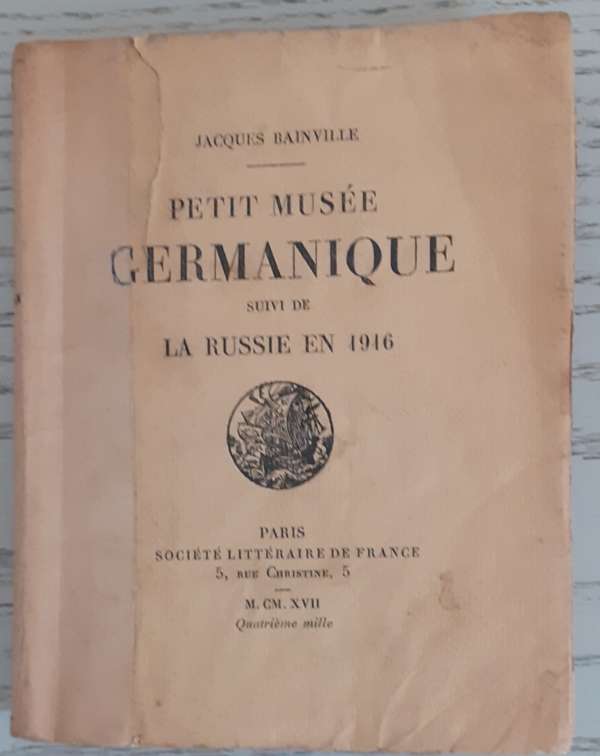 JACQUES BAINVILLE
PETIT MUSÉE
GERMANIQUE
SUIVI DE
LA RUSSIE EN 1916
PARIS
SOCIÉTÉ LITTÉRAIRE DE FRANCE
5, RUE CHRISTINE, 5
M. CM. XVII
Quatrième mille